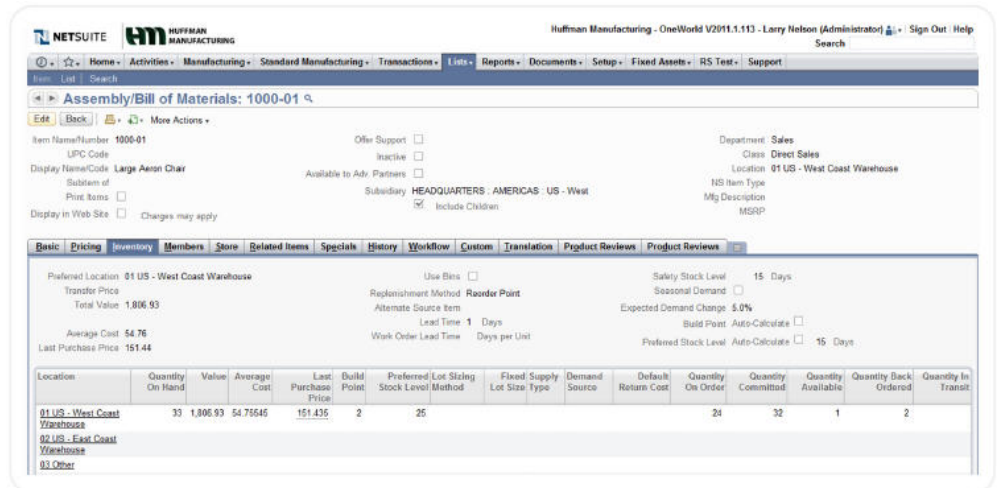 NETSUITE HUFFMAN MANUFACTURING Huffman Manufacturing - OneWorld V2011.1.113 - Larry Nelson (Administrator) Sign Out Help
Search
Home Activities Manufacturing Standard Manufacturing Transactions Lists Reports Documents Setup Fixed Assets RS Test Support
Item List Search
Assembly/Bill of Materials: 1000-01
Edit Back More Actions
Item Name/Number 1000-01 Offer Support Department Sales
UPC Code Inactive Class Direct Sales
Display Name/Code Large Aeron Chair Available to Adv. Partners Location 01 US - West Coast Warehouse
Subitem of Subsidiary HEADQUARTERS : AMERICAS : US - West NS Item Type
Print Items Include Children Mfg Description
Display in Web Site Charges may apply MSRP
Basic Pricing Inventory Members Store Related Items Specials History Workflow Custom Translation Product Reviews Product Reviews
Preferred Location 01 US - West Coast Warehouse Use Bins Safety Stock Level 15 Days
Transfer Price Replenishment Method Reorder Point Seasonal Demand
Total Value 1,806.93 Alternate Source Item Expected Demand Change 5.0%
Lead Time 1 Days Build Point Auto-Calculate
Average Cost 54.76 Work Order Lead Time Days per Unit Preferred Stock Level Auto-Calculate 15 Days
Last Purchase Price 151.44
Location Quantity On Hand Value Average Cost Last Purchase Price Build Point Preferred Stock Level Lot Sizing Method Fixed Lot Size Supply Type Demand Source Default Return Cost Quantity On Order Quantity Committed Quantity Available Quantity Back Ordered Quantity In Transit
01 US - West Coast Warehouse 33 1,806.93 54.75545 151.435 2 25 24 32 1 2
02 US - East Coast Warehouse
03 Other